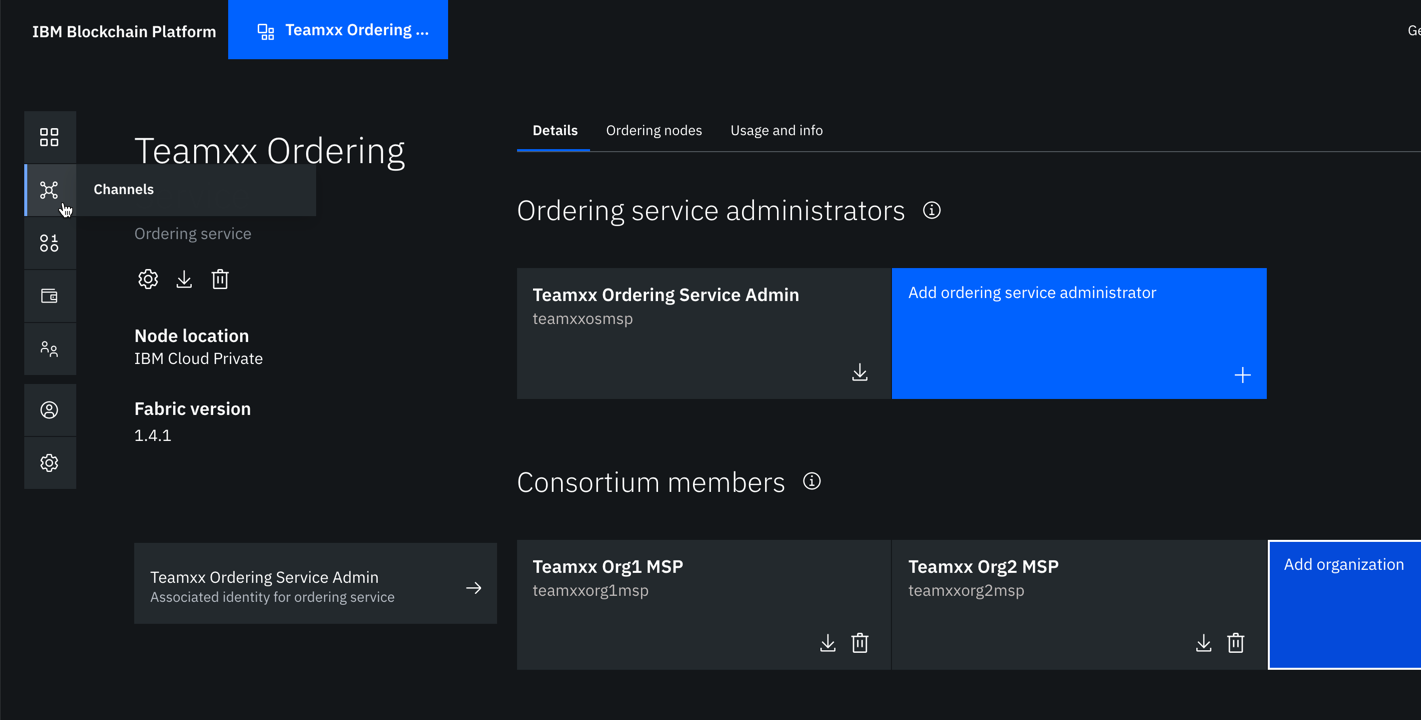 IBM Blockchain Platform
Teamxx Ordering ...
Ge
Teamxx Ordering
Channels
Ordering service
Node location
IBM Cloud Private
Fabric version
1.4.1
Teamxx Ordering Service Admin
Associated identity for ordering service
Details
Ordering nodes
Usage and info
Ordering service administrators
Teamxx Ordering Service Admin
teamxxosmsp
Add ordering service administrator
Consortium members
Teamxx Org1 MSP
teamxxorg1msp
Teamxx Org2 MSP
teamxxorg2msp
Add organization